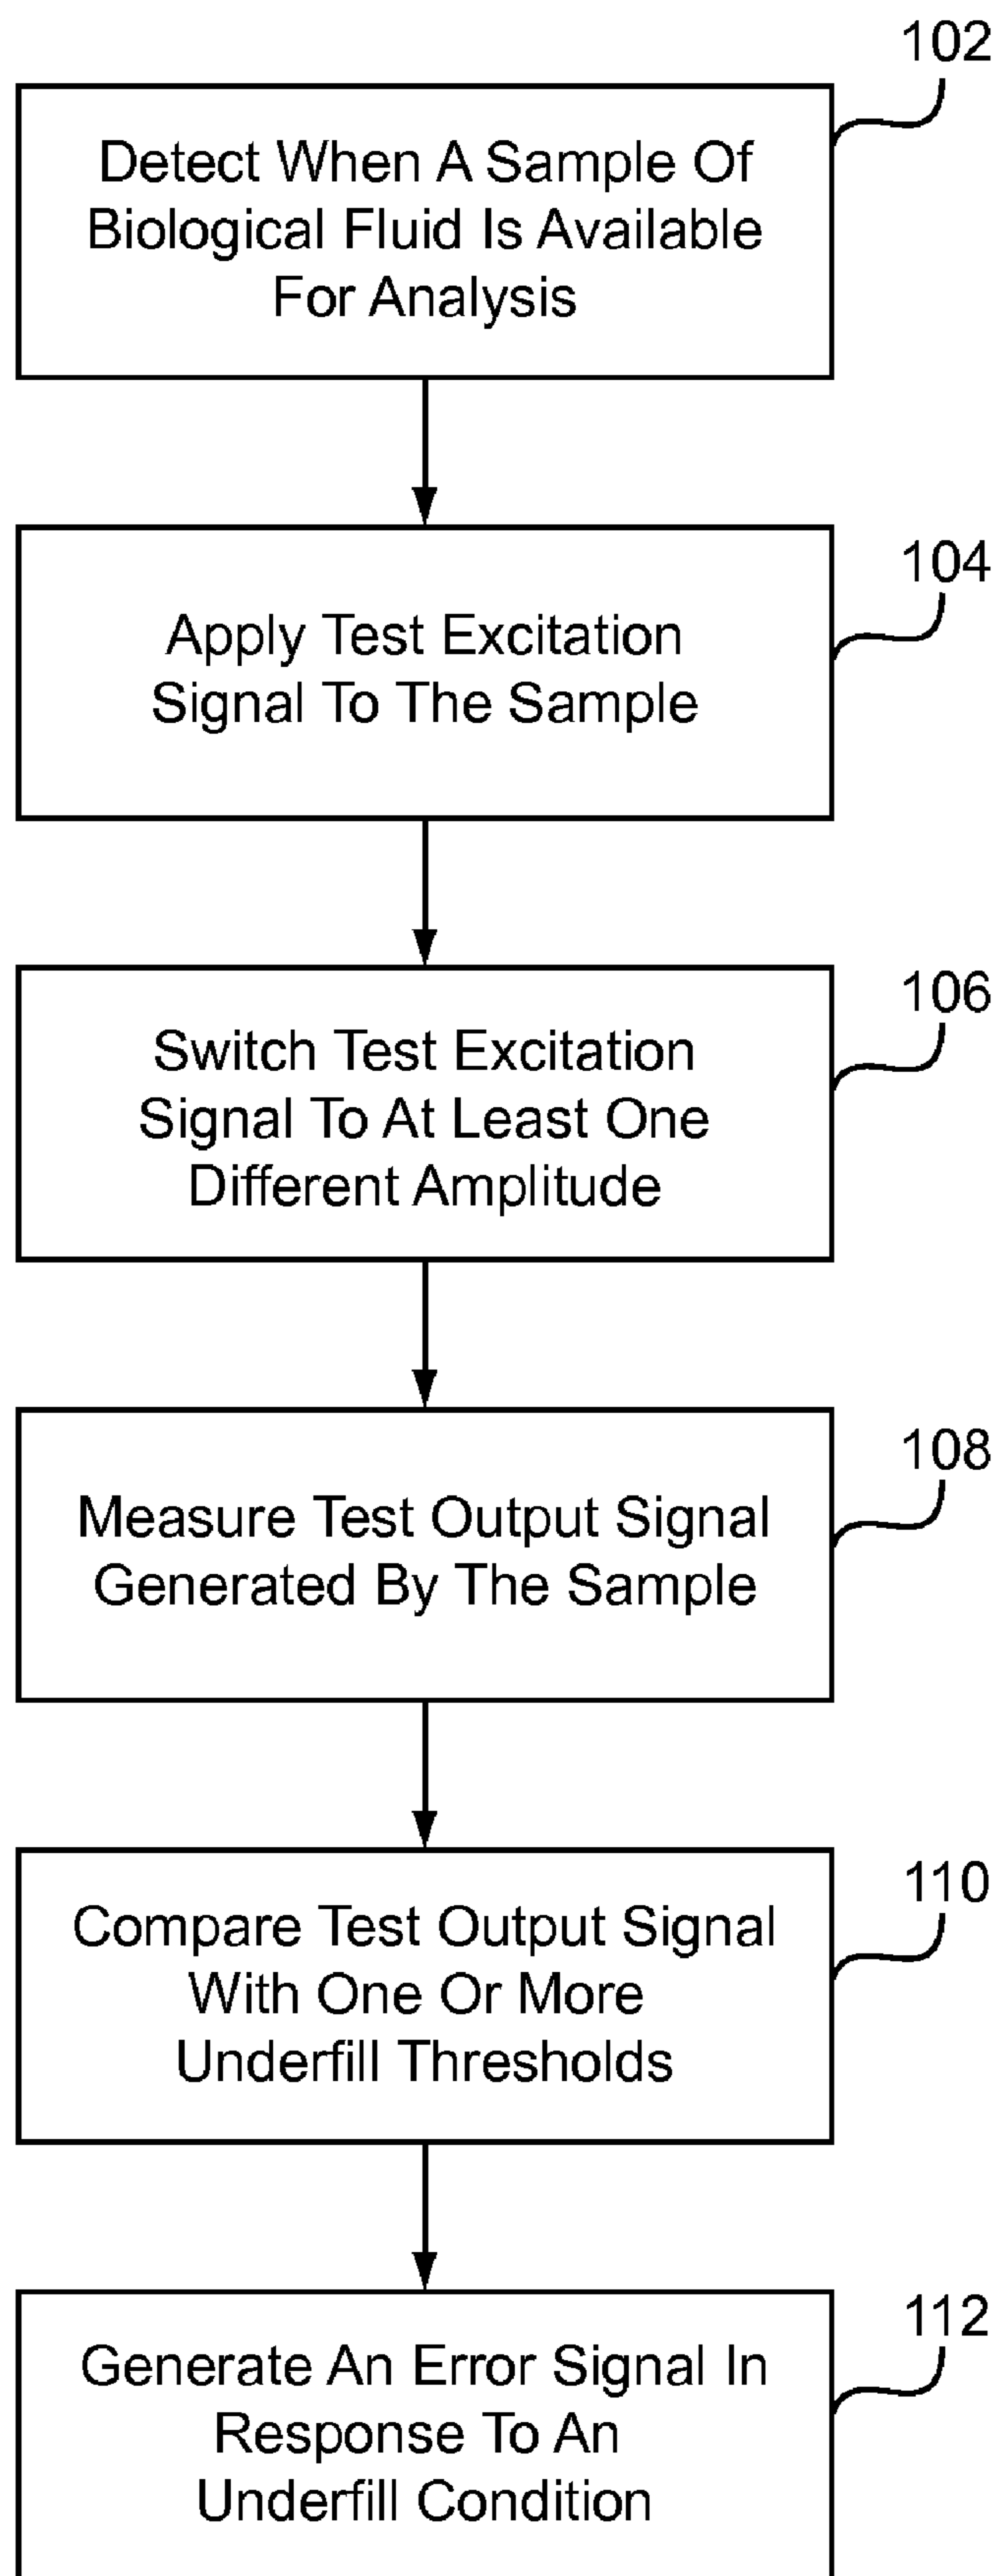 102
Detect When A Sample Of
Biological Fluid Is Available
For Analysis
104
Apply Test Excitation
Signal To The Sample
106
Switch Test Excitation
Signal To At Least One
Different Amplitude
108
Measure Test Output Signal
Generated By The Sample
110
Compare Test Output Signal
With One Or More
Underfill Thresholds
112
Generate An Error Signal In
Response To An
Underfill Condition